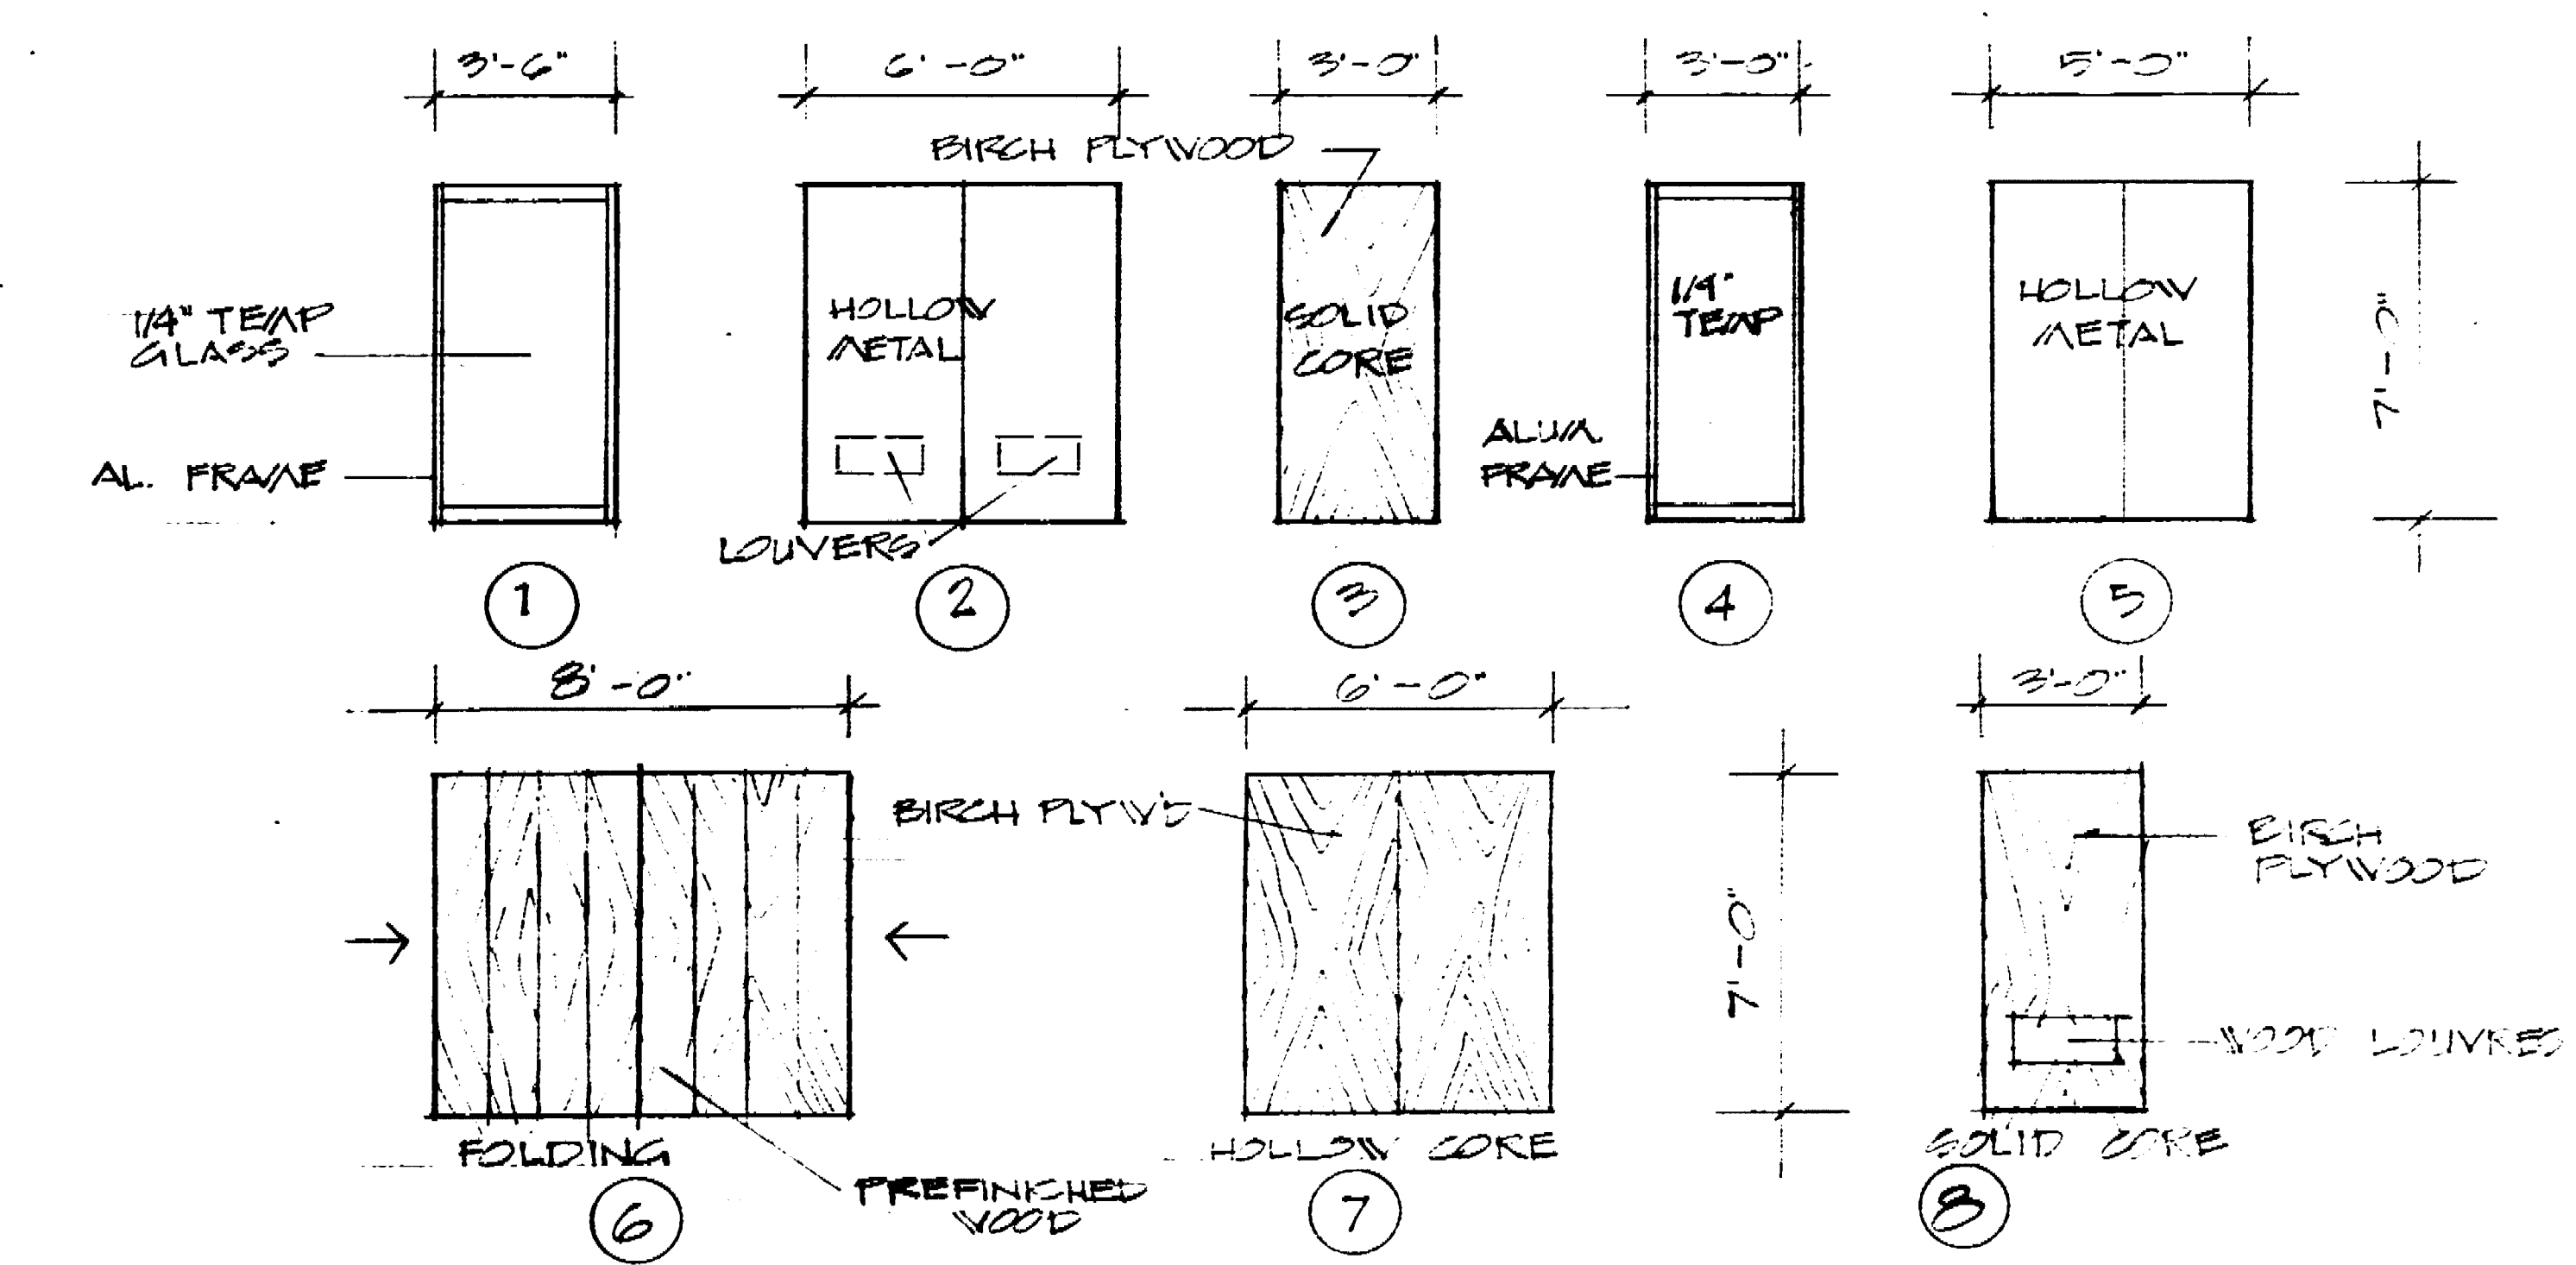 3'-6"
6'-0"
3'-0"
3'-0"
5'-0"
BIRCH PLYWOOD
1/4" TEMP
GLASS
AL. FRAME
HOLLOW
METAL
LOUVERS
SOLID
CORE
1/4"
TEMP
ALUM.
FRAME
HOLLOW
METAL
7'-0"
1
2
3
4
5
8'-0"
6'-0"
3'-0"
BIRCH PLYW'D
7'-0"
BIRCH
PLYWOOD
WOOD LOUVRES
FOLDING
PREFINISHED
WOOD
HOLLOW CORE
SOLID CORE
6
7
8